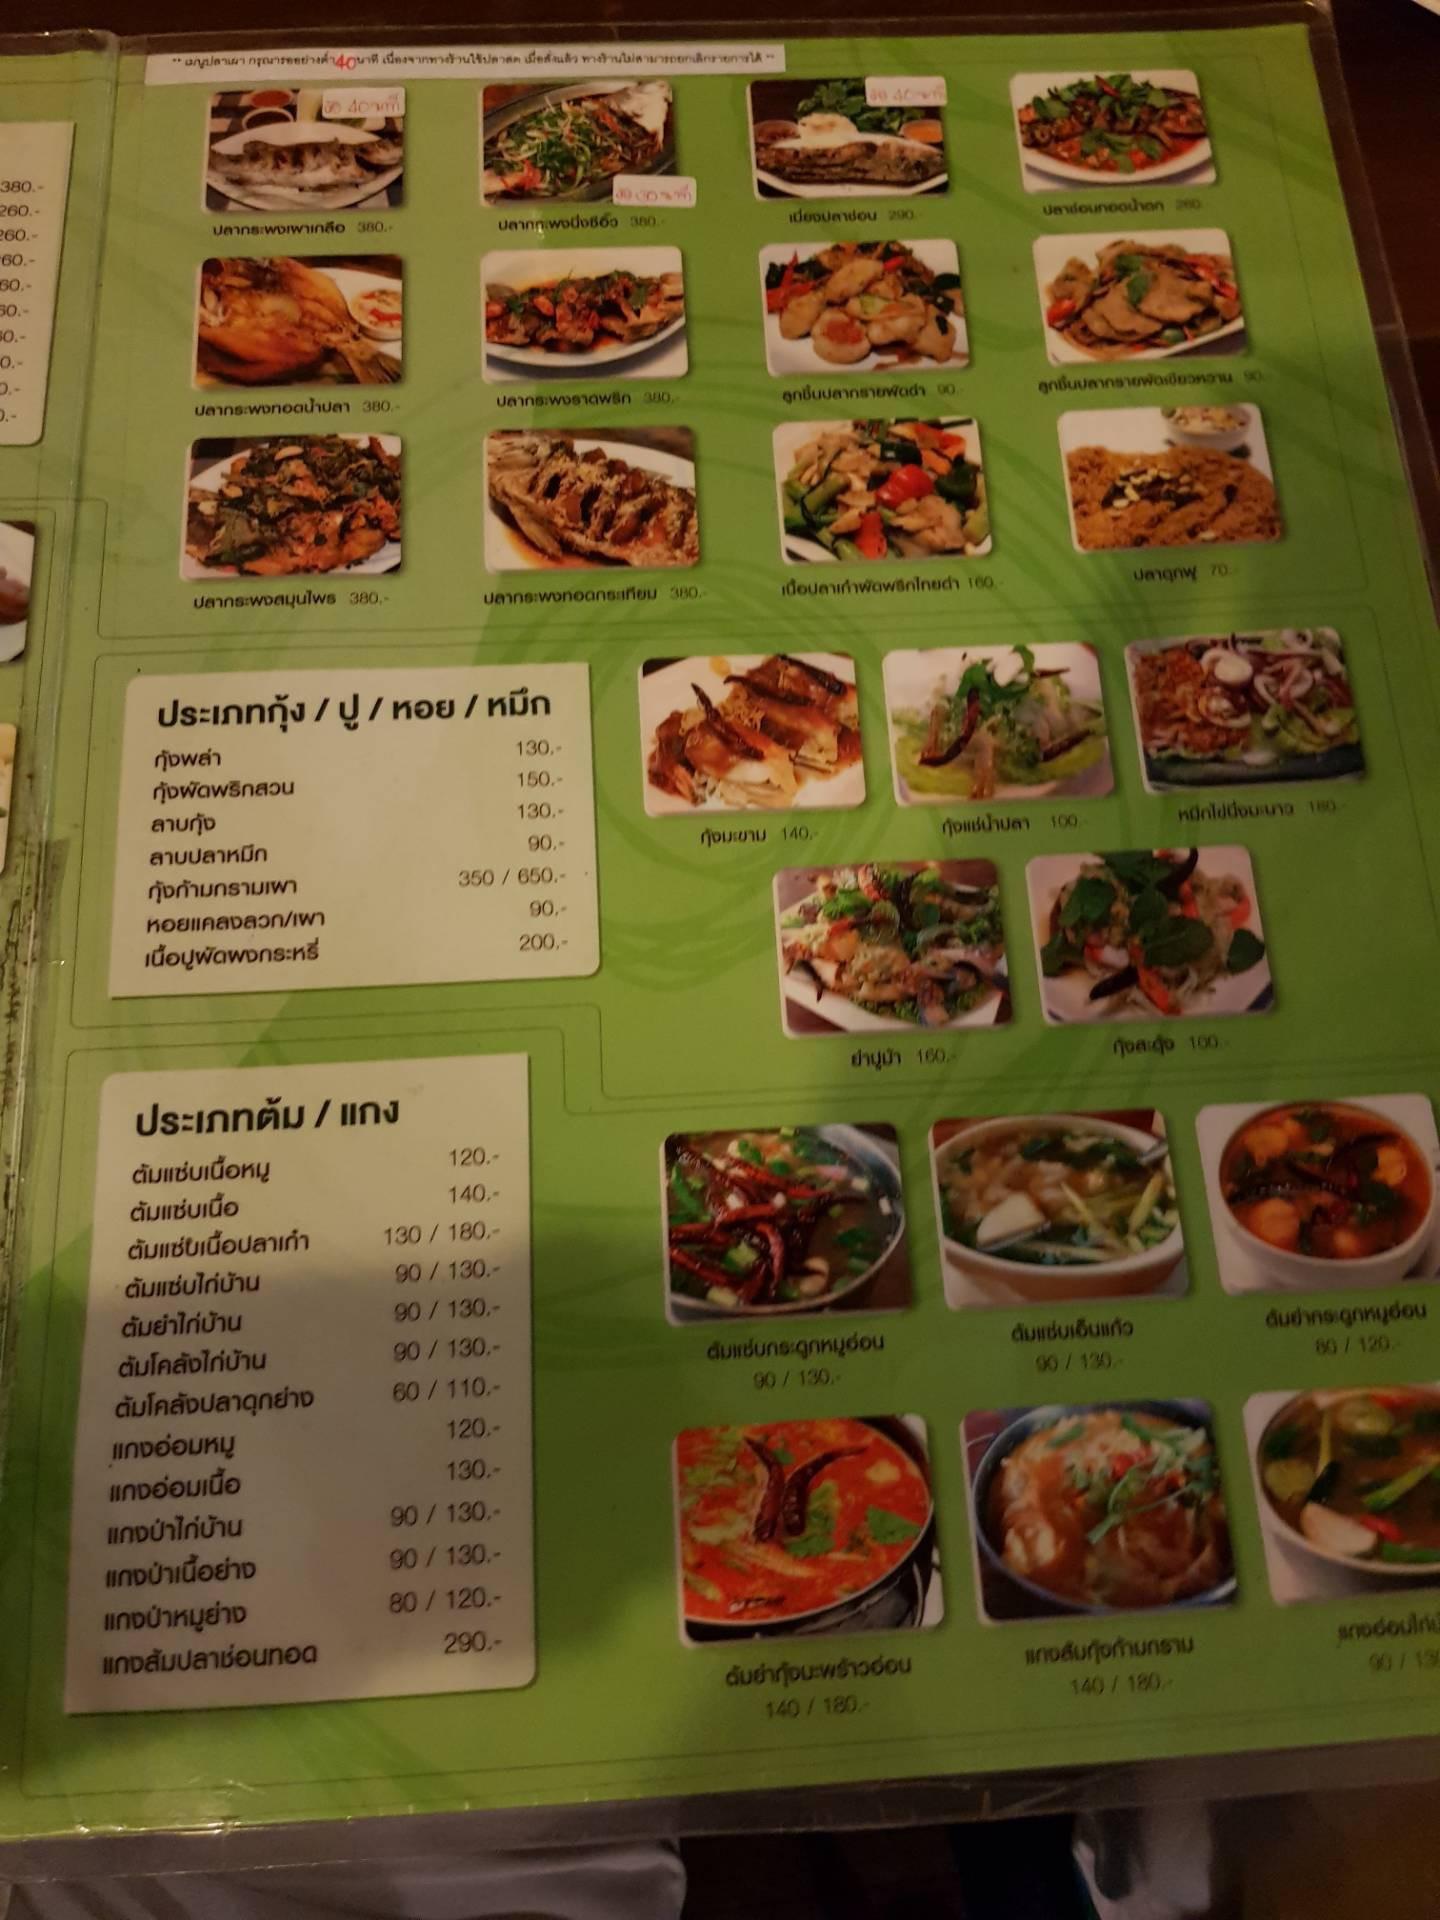 ** เมนูปลาเผา กรุณารออย่างต่ำ 40 นาที เนื่องจากทางร้านใช้ปลาสด เมื่อสั่งแล้ว ทางร้านไม่สามารถยกเลิกรายการได้ **
รอ 40 นาที
รอ 40 นาที
รอ 30 นาที
ปลากระพงเผาเกลือ 380.-
ปลากระพงนึ่งซีอิ๊ว 380.-
เมี่ยงปลาช่อน 290.-
ปลาช่อนทอดน้ำตก 260.-
ปลากระพงทอดน้ำปลา 380.-
ปลากระพงราดพริก 380.-
ลูกชิ้นปลากรายผัดฉ่า 90.-
ลูกชิ้นปลากรายผัดเขียวหวาน 90.-
ปลากระพงสมุนไพร 380.-
ปลากระพงทอดกระเทียม 380.-
เนื้อปลาเก๋าผัดพริกไทยดำ 160.-
ปลาดุกฟู 70.-
380.-
260.-
260.-
60.-
60.-
60.-
60.-
0.-
0.-
0.-
ประเภทกุ้ง / ปู / หอย / หมึก
กุ้งพล่า 130.-
กุ้งผัดพริกสวน 150.-
ลาบกุ้ง 130.-
ลาบปลาหมึก 90.-
กุ้งก้ามกรามเผา 350 / 650.-
หอยแครงลวก/เผา 90.-
เนื้อปูผัดผงกระหรี่ 200.-
กุ้งมะขาม 140.-
กุ้งแช่น้ำปลา 100.-
หมึกไข่นึ่งมะนาว 180.-
ยำปูม้า 160.-
กุ้งสะดุ้ง 100.-
ประเภทต้ม / แกง
ต้มแซ่บเนื้อหมู 120.-
ต้มแซ่บเนื้อ 140.-
ต้มแซ่บเนื้อปลาเก๋า 130 / 180.-
ต้มแซ่บไก่บ้าน 90 / 130.-
ต้มยำไก่บ้าน 90 / 130.-
ต้มโคล้งไก่บ้าน 90 / 130.-
ต้มโคล้งปลาดุกย่าง 60 / 110.-
แกงอ่อมหมู 120.-
แกงอ่อมเนื้อ 130.-
แกงป่าไก่บ้าน 90 / 130.-
แกงป่าเนื้อย่าง 90 / 130.-
แกงป่าหมูย่าง 80 / 120.-
แกงส้มปลาช่อนทอด 290.-
ต้มแซ่บกระดูกหมูอ่อน
90 / 130.-
ต้มแซ่บเอ็นแก้ว
90 / 130.-
ต้มยำกระดูกหมูอ่อน
80 / 120.-
ต้มยำกุ้งมะพร้าวอ่อน
140 / 180.-
แกงส้มกุ้งก้ามกราม
140 / 180.-
แกงอ่อมไก่
90 / 13